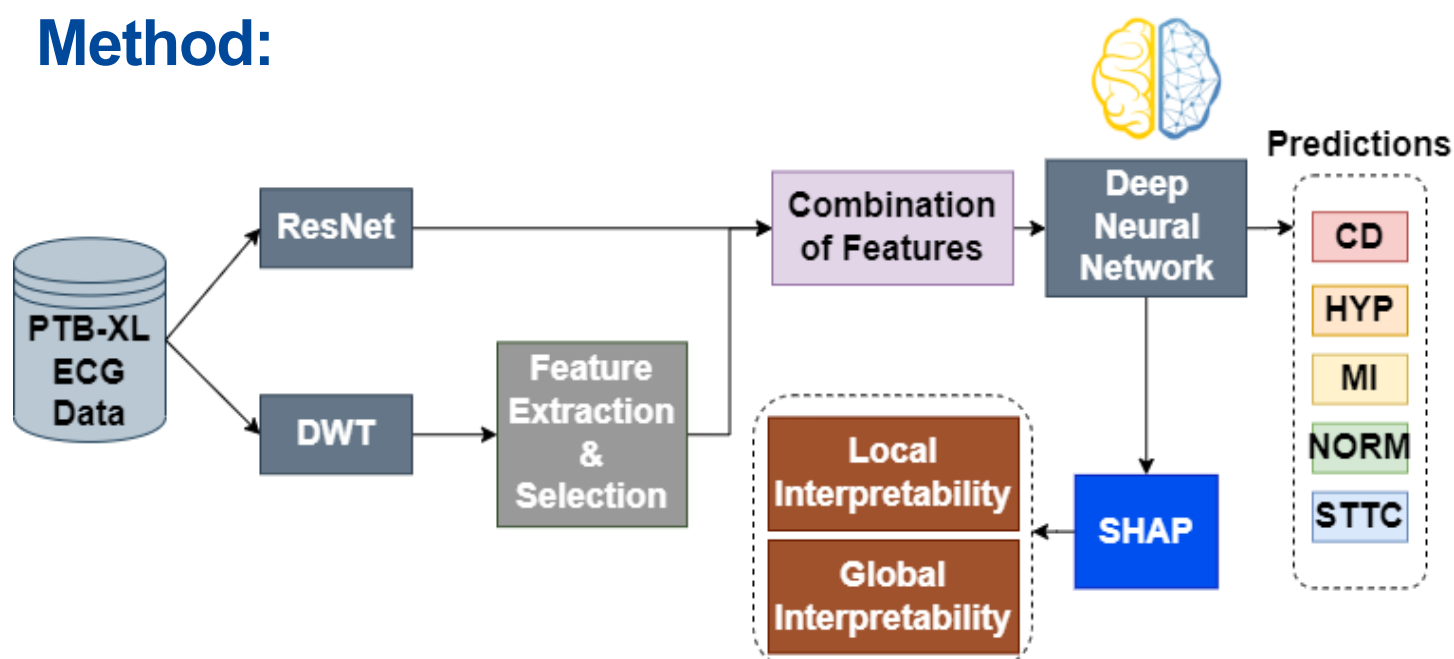 Method:
Predictions
PTB-XL
ECG
Data
ResNet
DWT
Feature
Extraction
&
Selection
Combination
of Features
Deep
Neural
Network
CD
HYP
MI
NORM
STTC
SHAP
Local
Interpretability
Global
Interpretability